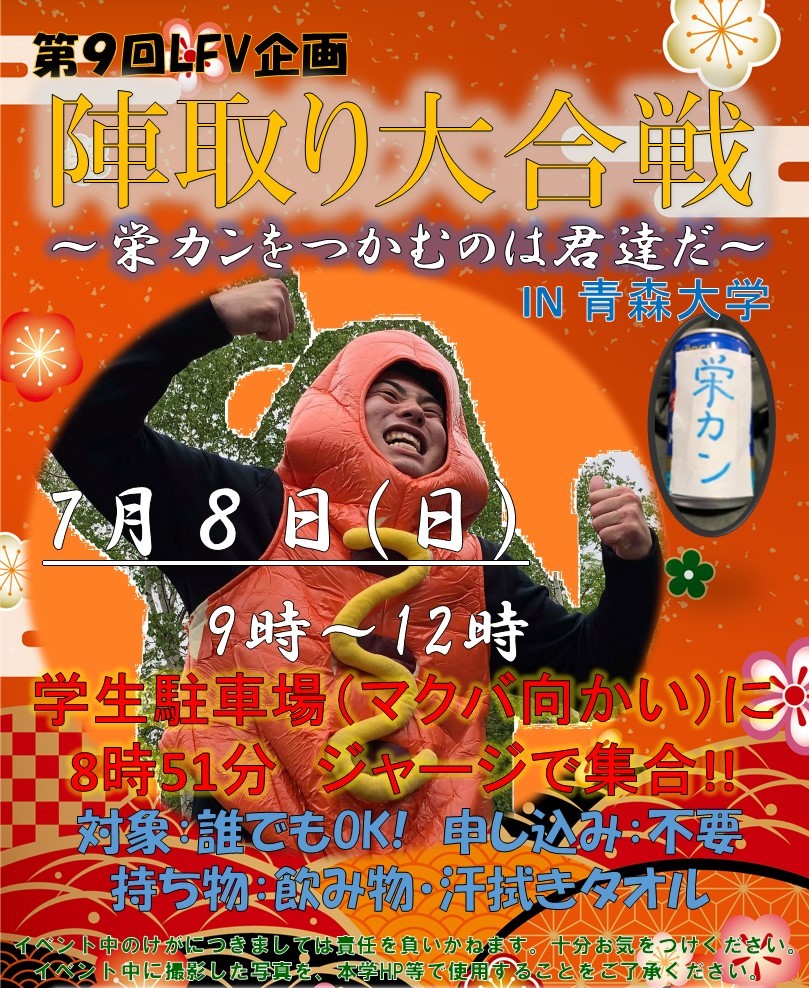 第9回LFV企画
陣取り大合戦
～栄カンをつかむのは君達だ～
IN 青森大学
栄カン
7月 8 日(日)
9時～12時
学生駐車場(マクバ向かい)に
8時51分 ジャージで集合!!
対象:誰でもOK! 申し込み:不要
持ち物:飲み物・汗拭きタオル
イベント中のけがにつきましては責任を負いかねます。十分お気をつけください。
イベント中に撮影した写真を、本学HP等で使用することをご了承ください。